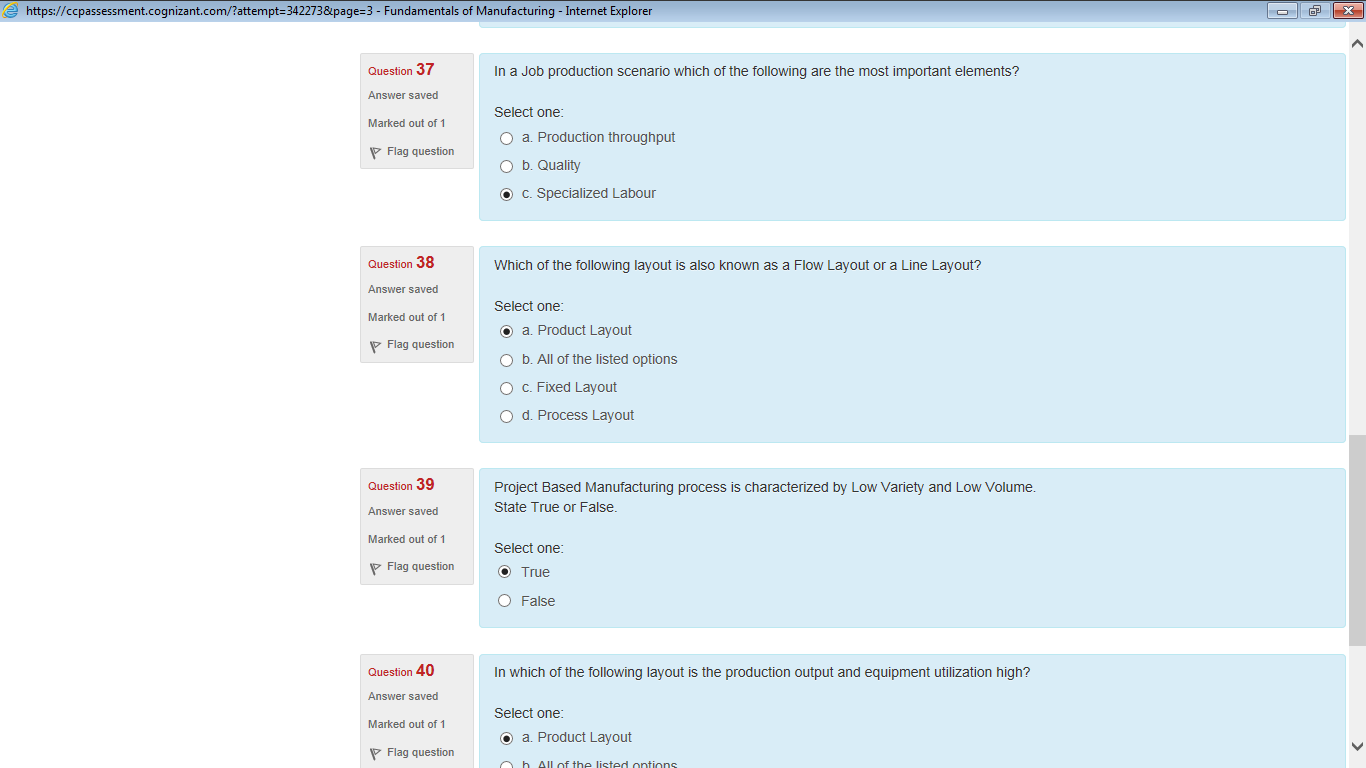 https://ccpassessment.cognizant.com/?attempt=342273&page=3 - Fundamentals of Manufacturing - Internet Explorer
Question 37
Answer saved
Marked out of 1
Flag question
In a Job production scenario which of the following are the most important elements?
Select one:
a. Production throughput
b. Quality
c. Specialized Labour
Question 38
Answer saved
Marked out of 1
Flag question
Which of the following layout is also known as a Flow Layout or a Line Layout?
Select one:
a. Product Layout
b. All of the listed options
c. Fixed Layout
d. Process Layout
Question 39
Answer saved
Marked out of 1
Flag question
Project Based Manufacturing process is characterized by Low Variety and Low Volume.
State True or False.
Select one:
True
False
Question 40
Answer saved
Marked out of 1
Flag question
In which of the following layout is the production output and equipment utilization high?
Select one:
a. Product Layout
b. All of the listed options